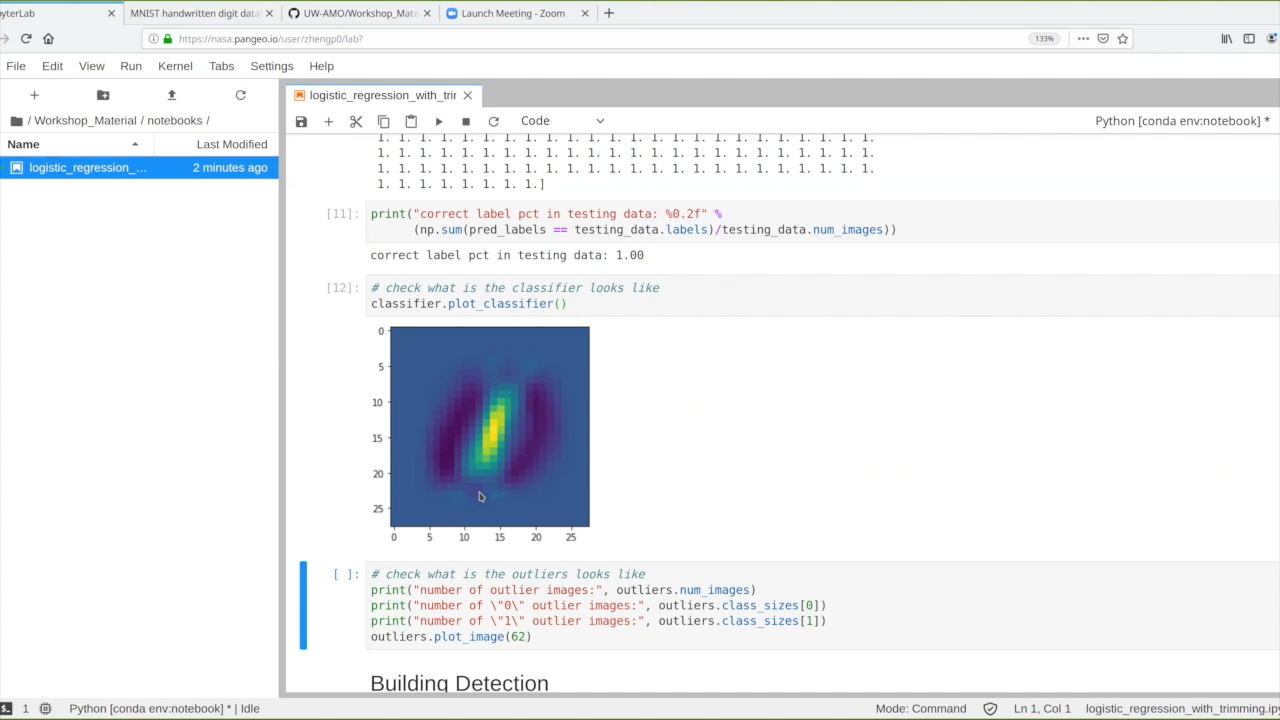 pyterLab
MNIST handwritten digit data
UW-AMO/Workshop_Mate
Launch Meeting - Zoom
https://nasa.pangeo.io/user/zhengp0/lab?
133%
File Edit View Run Kernel Tabs Settings Help
logistic_regression_with_trir
/ Workshop_Material / notebooks /
Code
Python [conda env:notebook] *
Name
Last Modified
logistic_regression_...
2 minutes ago
1. 1. 1. 1. 1. 1. 1. 1. 1. 1. 1. 1. 1. 1. 1. 1. 1. 1. 1. 1. 1. 1. 1. 1.
1. 1. 1. 1. 1. 1. 1. 1. 1. 1. 1. 1. 1. 1. 1. 1. 1. 1. 1. 1. 1. 1. 1. 1.
1. 1. 1. 1. 1. 1. 1. 1. 1. 1. 1. 1. 1. 1. 1. 1. 1. 1. 1. 1. 1. 1. 1. 1.
1. 1. 1. 1. 1. 1. 1. 1.]
[11]: print("correct label pct in testing data: %0.2f" %
(np.sum(pred_labels == testing_data.labels)/testing_data.num_images))
correct label pct in testing data: 1.00
[12]: # check what is the classifier looks like
classifier.plot_classifier()
0
5
10
15
20
25
0 5 10 15 20 25
[ ]: # check what is the outliers looks like
print("number of outlier images:", outliers.num_images)
print("number of \"0\" outlier images:", outliers.class_sizes[0])
print("number of \"1\" outlier images:", outliers.class_sizes[1])
outliers.plot_image(62)
Building Detection
1
Python [conda env:notebook] * | Idle
Mode: Command
Ln 1, Col 1
logistic_regression_with_trimming.ipy